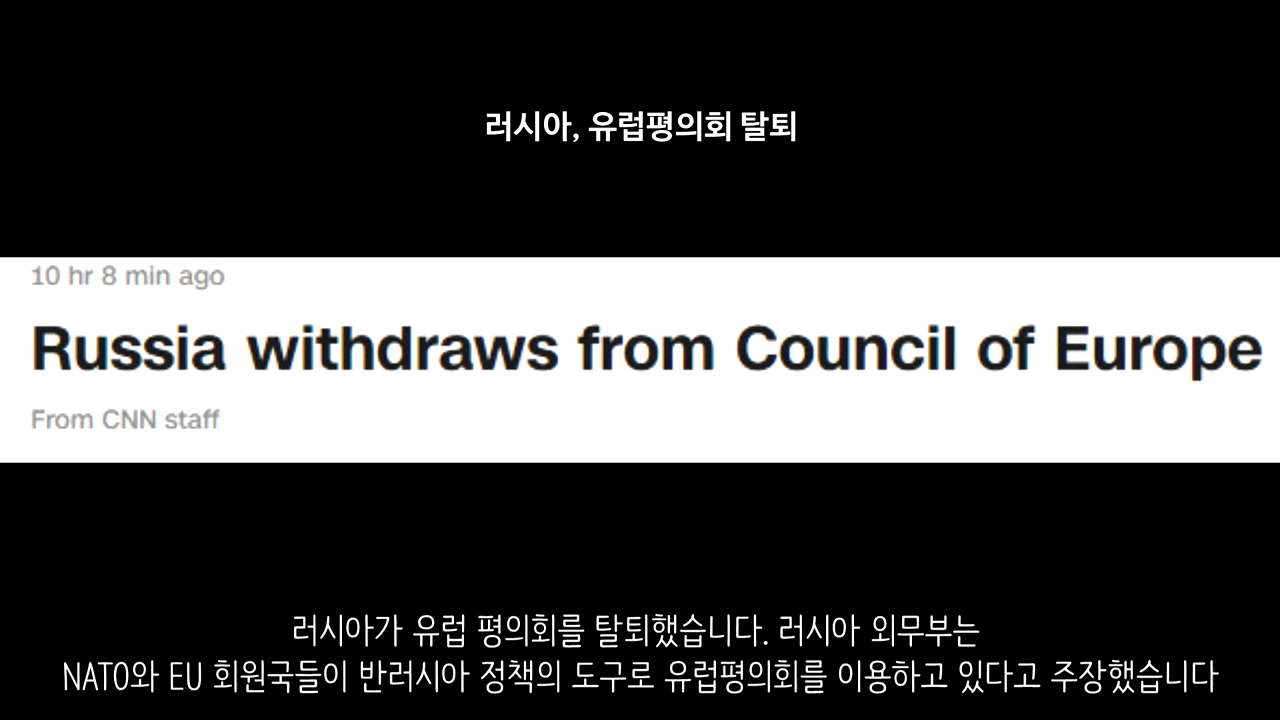 러시아, 유럽평의회 탈퇴
10 hr 8 min ago
Russia withdraws from Council of Europe
From CNN staff
러시아가 유럽 평의회를 탈퇴했습니다. 러시아 외무부는
NATO와 EU 회원국들이 반러시아 정책의 도구로 유럽평의회를 이용하고 있다고 주장했습니다